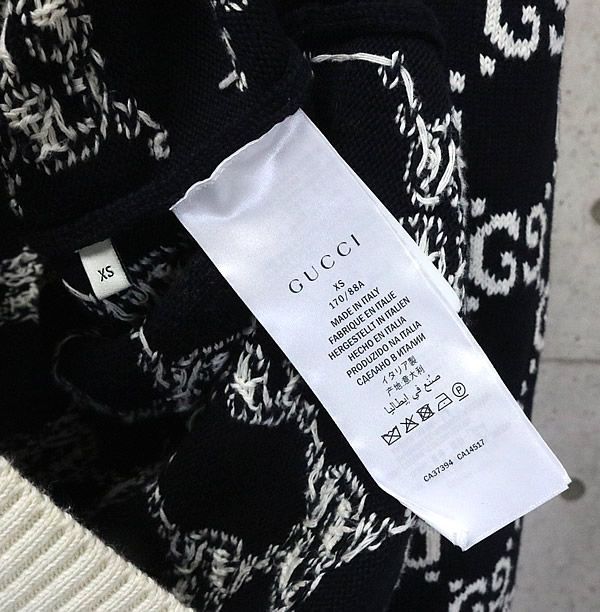 XS
GUCCI
XS
170/88A
MADE IN ITALY
FABRIQUE EN ITALIE
HERGESTELLT IN ITALIEN
HECHO EN ITALIA
PRODUZIDO NA ITALIA
СДЕЛАНО В ИТАЛИИ
イタリア製
产地:意大利
صنع في إيطاليا
CA37394 CA14517